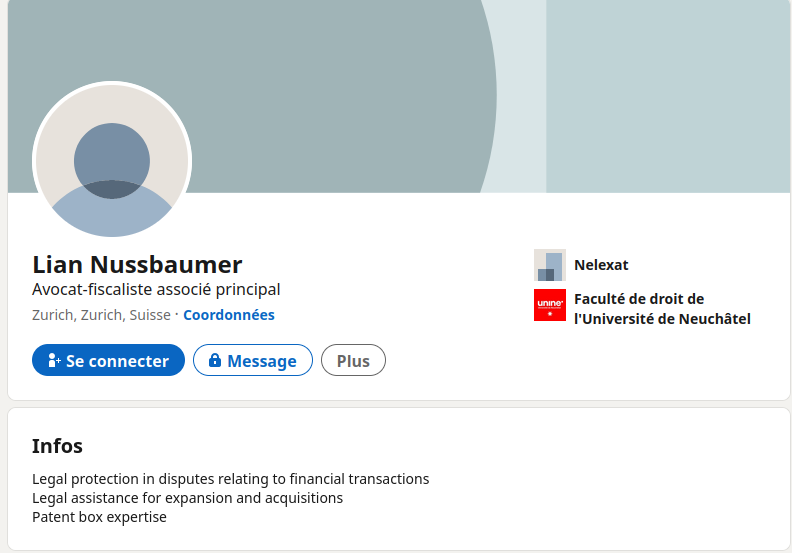 Lian Nussbaumer
Avocat-fiscaliste associé principal
Zurich, Zurich, Suisse · Coordonnées
Se connecter
Message
Plus
Nelexat
unine
Faculté de droit de
l'Université de Neuchâtel
Infos
Legal protection in disputes relating to financial transactions
Legal assistance for expansion and acquisitions
Patent box expertise